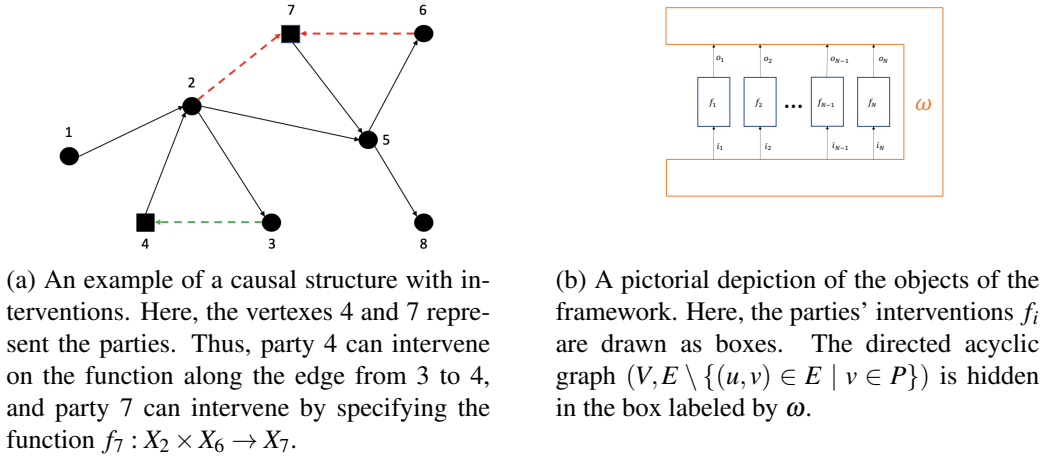 7
6
2
1
5
4
3
8
o₁ o₂ o_{N−1} o_N
f₁ f₂ ... f_{N−1} f_N ω
i₁ i₂ i_{N−1} i_N
(a) An example of a causal structure with in-
terventions. Here, the vertexes 4 and 7 repre-
sent the parties. Thus, party 4 can intervene
on the function along the edge from 3 to 4,
and party 7 can intervene by specifying the
function f₇ : X₂ × X₆ → X₇.
(b) A pictorial depiction of the objects of the
framework. Here, the parties’ interventions fᵢ
are drawn as boxes. The directed acyclic
graph (V,E \ {(u,v) ∈ E | v ∈ P}) is hidden
in the box labeled by ω.